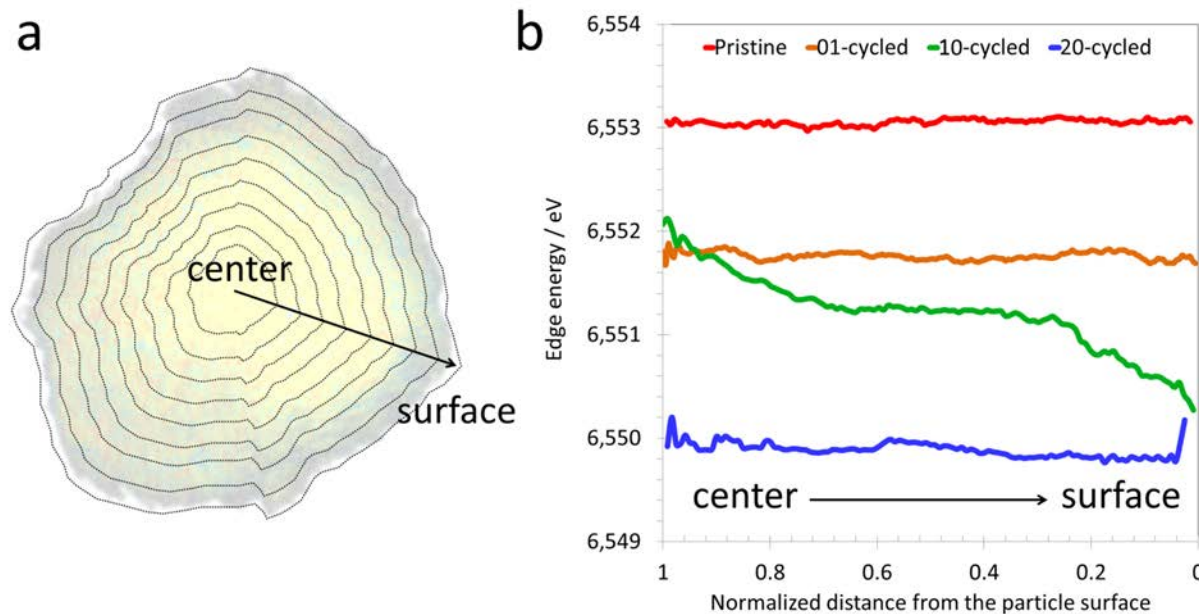 a
center
surface
b
Edge energy / eV
6,554
6,553
6,552
6,551
6,550
6,549
Pristine 01-cycled 10-cycled 20-cycled
center surface
1 0.8 0.6 0.4 0.2 0
Normalized distance from the particle surface